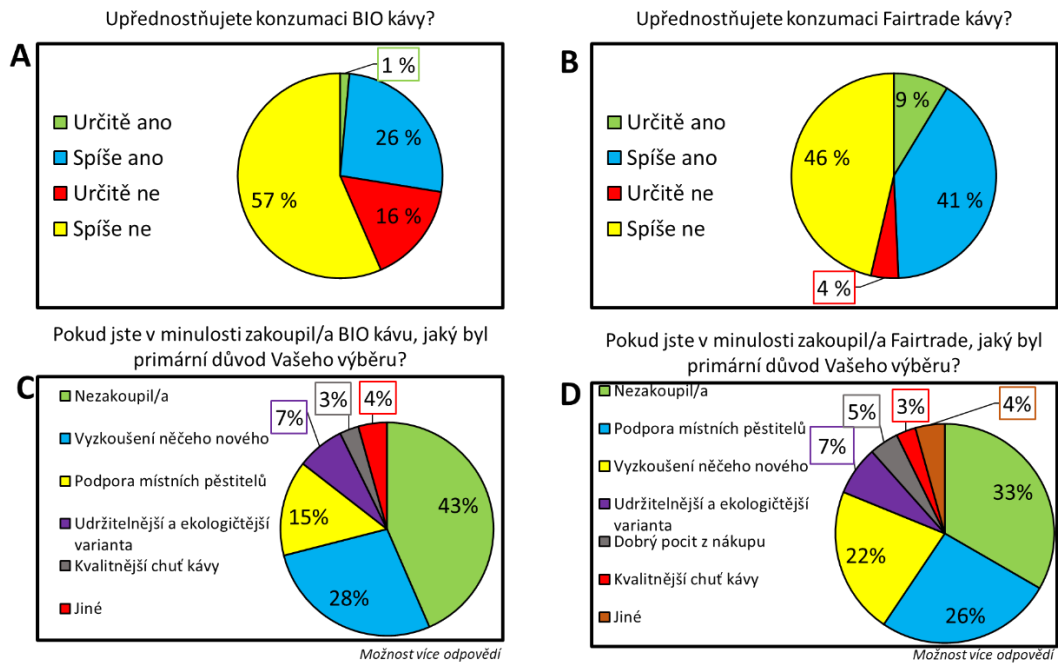 Upřednostňujete konzumaci BIO kávy?
A
1 %
Určitě ano
Spíše ano
Určitě ne
Spíše ne
26 %
57 %
16 %
Upřednostňujete konzumaci Fairtrade kávy?
B
Určitě ano
Spíše ano
Určitě ne
Spíše ne
9 %
46 %
41 %
4 %
Pokud jste v minulosti zakoupil/a BIO kávu, jaký byl
primární důvod Vašeho výběru?
C
Nezakoupil/a
Vyzkoušení něčeho nového
Podpora místních pěstitelů
Udržitelnější a ekologičtější
varianta
Kvalitnější chuť kávy
Jiné
7%
3%
4%
43%
15%
28%
Možnost více odpovědí
Pokud jste v minulosti zakoupil/a Fairtrade, jaký byl
primární důvod Vašeho výběru?
D
Nezakoupil/a
Podpora místních pěstitelů
Vyzkoušení něčeho nového
Udržitelnější a ekologičtější
varianta
Dobrý pocit z nákupu
Kvalitnější chuť kávy
Jiné
7%
5%
3%
4%
33%
22%
26%
Možnost více odpovědí